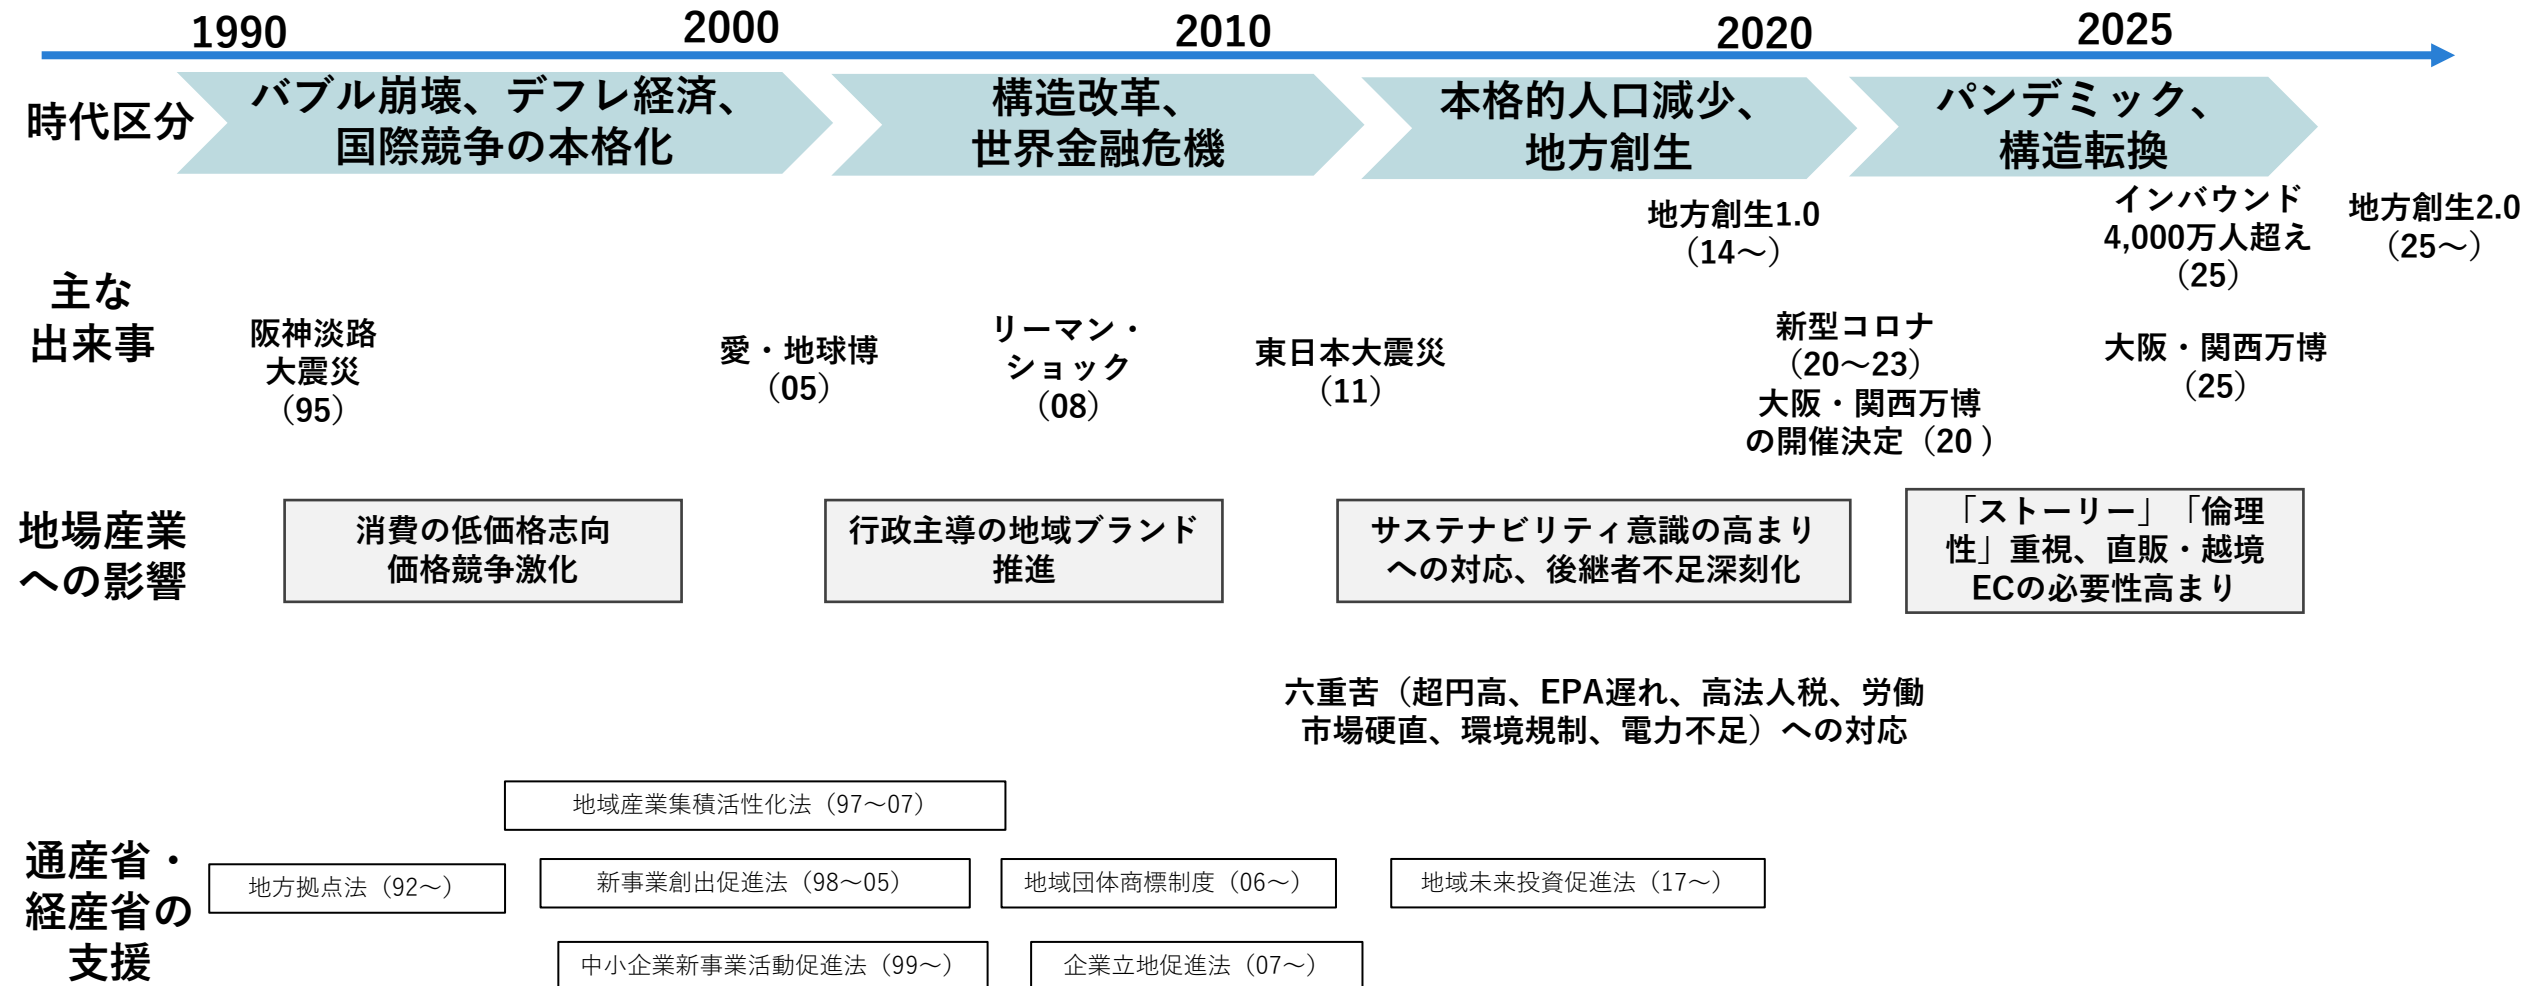 1990
2000
2010
2020
2025
時代区分
バブル崩壊、デフレ経済、
国際競争の本格化
構造改革、
世界金融危機
本格的人口減少、
地方創生
パンデミック、
構造転換
主な
出来事
阪神淡路
大震災
（95）
愛・地球博
（05）
リーマン・
ショック
（08）
東日本大震災
（11）
地方創生1.0
（14～）
新型コロナ
（20～23）
大阪・関西万博
の開催決定（20 ）
インバウンド
4,000万人超え
（25）
大阪・関西万博
（25）
地方創生2.0
（25～）
地場産業
への影響
消費の低価格志向
価格競争激化
行政主導の地域ブランド
推進
サステナビリティ意識の高まり
への対応、後継者不足深刻化
「ストーリー」「倫理
性」重視、直販・越境
ECの必要性高まり
六重苦（超円高、EPA遅れ、高法人税、労働
市場硬直、環境規制、電力不足）への対応
通産省・
経産省の
支援
地域産業集積活性化法（97～07）
地方拠点法（92～）
新事業創出促進法（98～05）
地域団体商標制度（06～）
地域未来投資促進法（17～）
中小企業新事業活動促進法（99～）
企業立地促進法（07～）